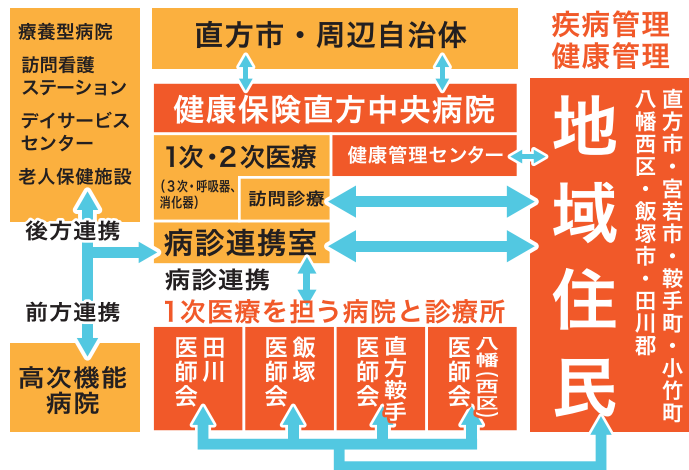 療養型病院
訪問看護
ステーション
デイサービス
センター
老人保健施設
後方連携
前方連携
高次機能
病院
直方市・周辺自治体
健康保険直方中央病院
1次・2次医療
(3次・呼吸器、
消化器)
訪問診療
健康管理センター
病診連携室
病診連携
1次医療を担う病院と診療所
田川
医師会
飯塚
医師会
直方鞍手
医師会
八幡(西区)
医師会
疾病管理
健康管理
地域住民
直方市・宮若市・鞍手町・小竹町
八幡西区・飯塚市・田川郡